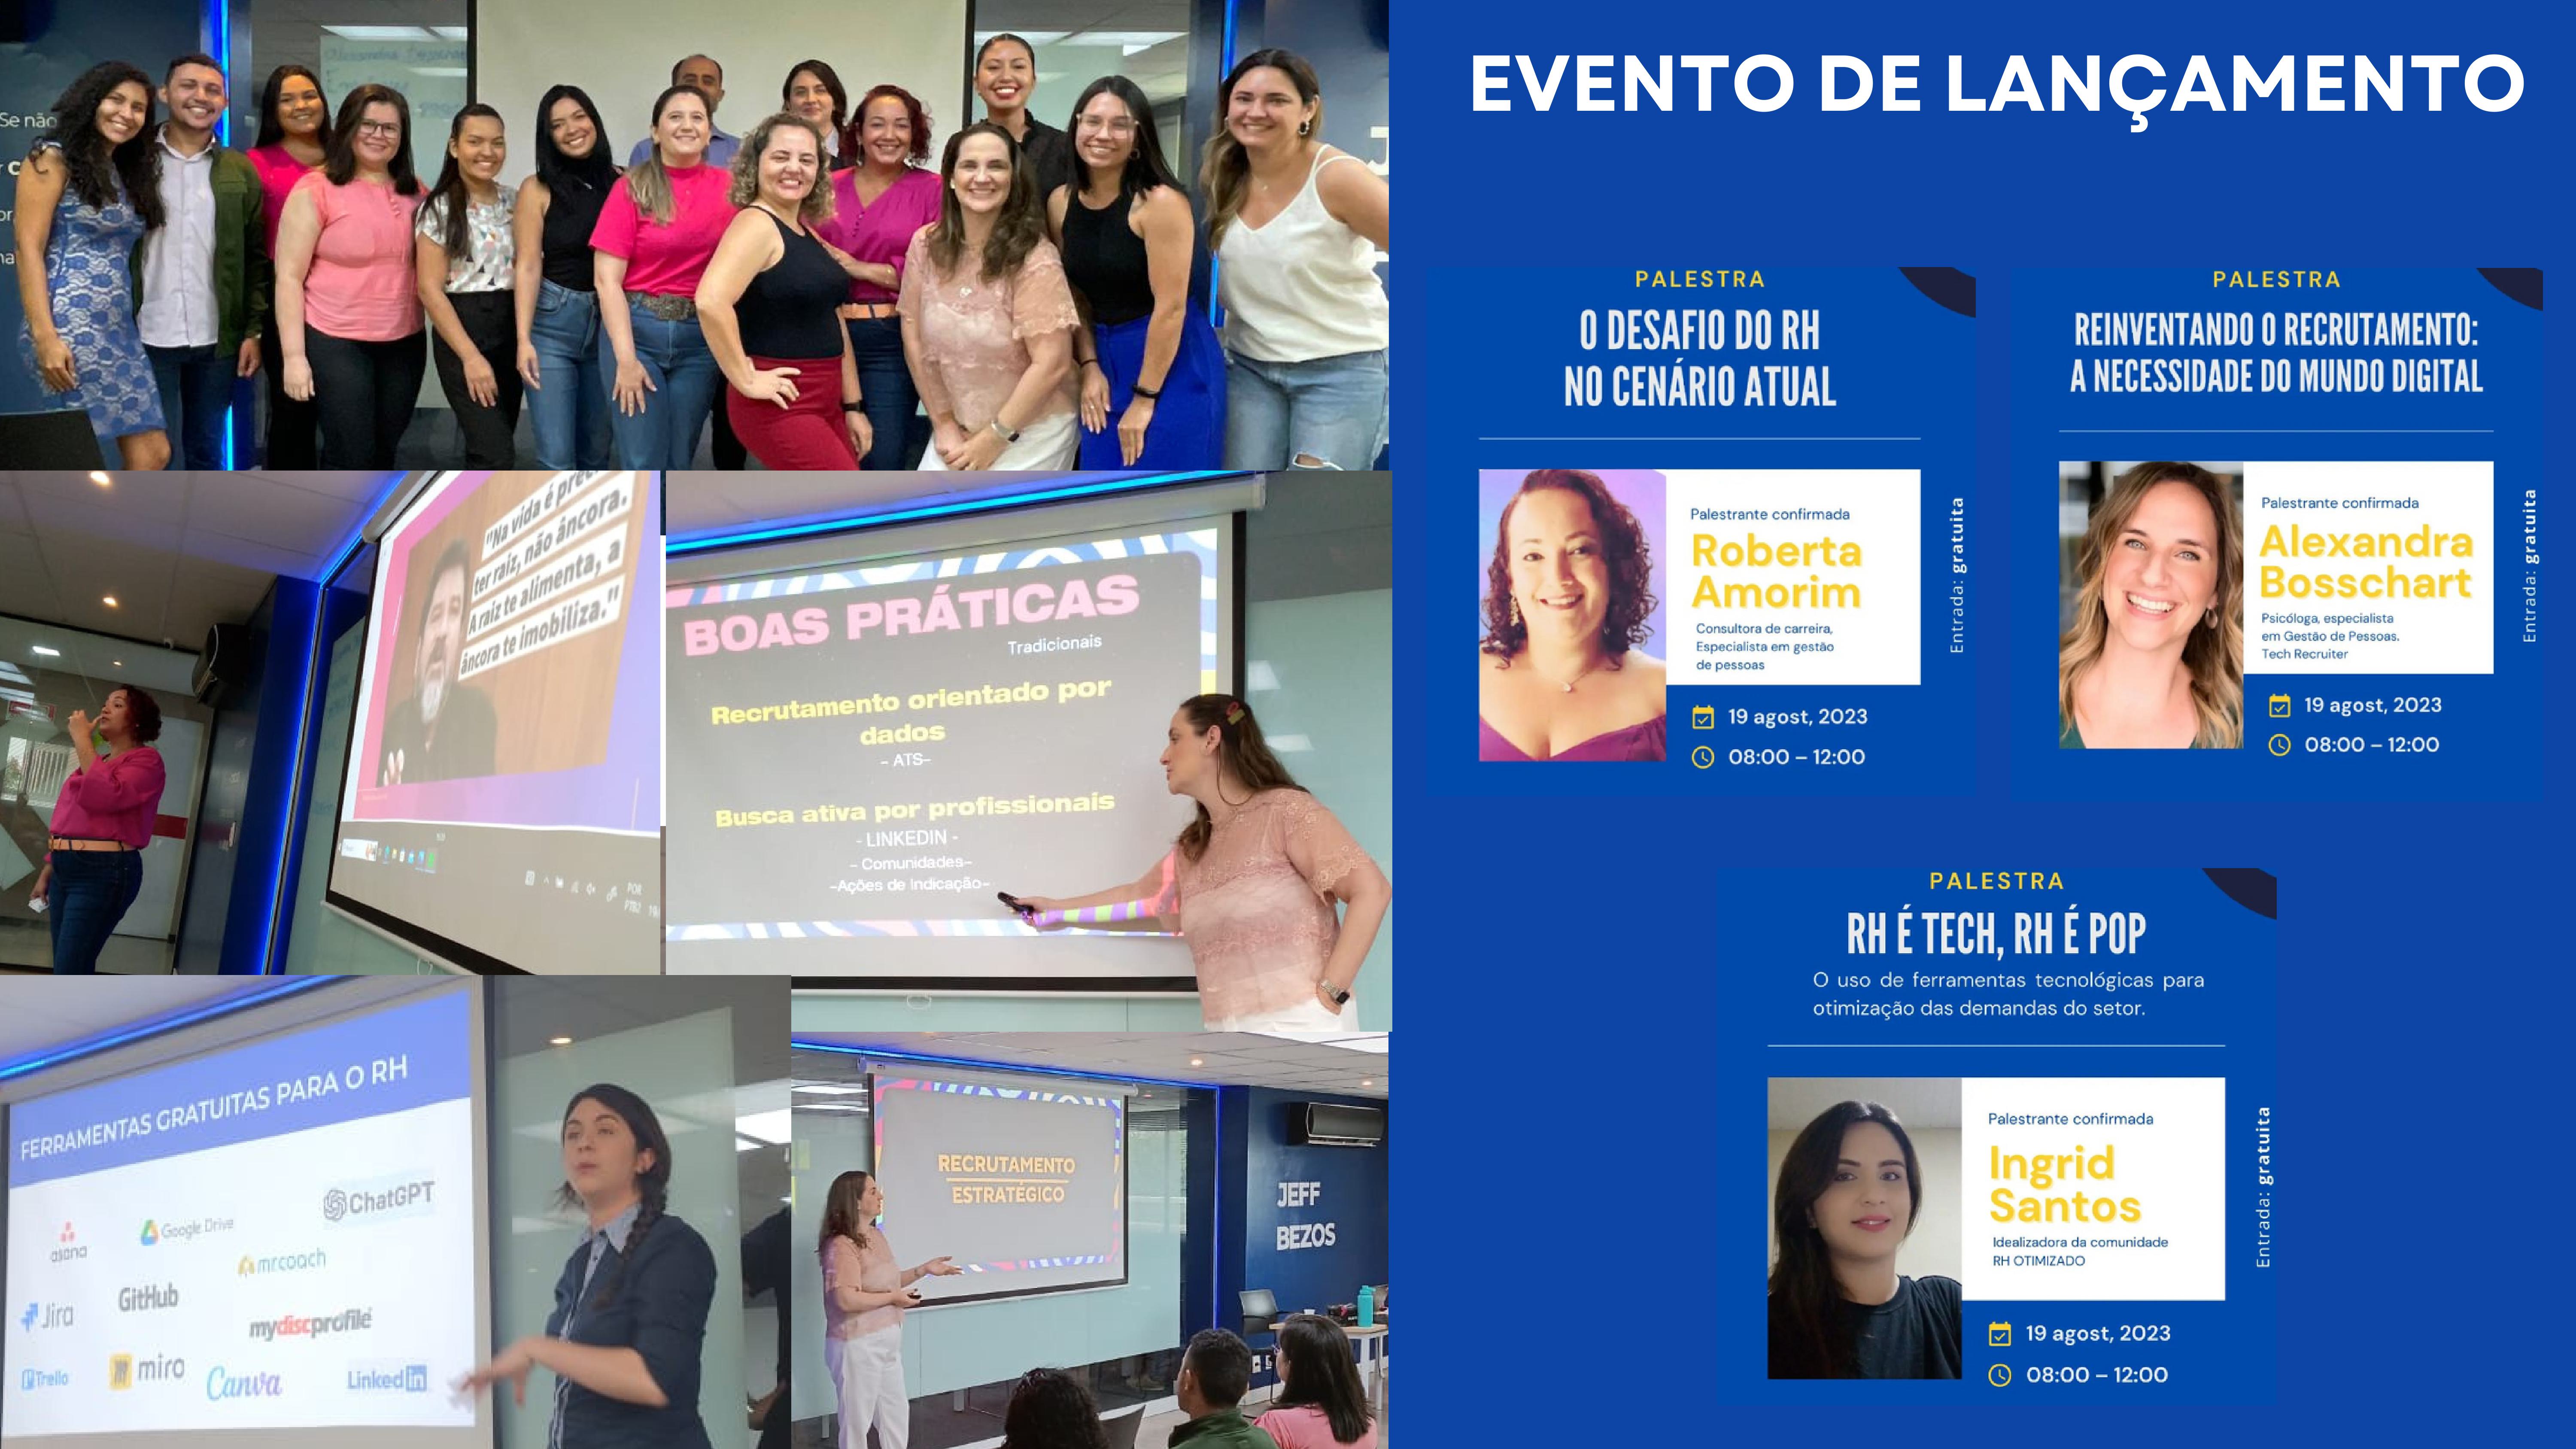 EVENTO DE LANÇAMENTO
PALESTRA
O DESAFIO DO RH
NO CENÁRIO ATUAL
Palestrante confirmada
Roberta
Amorim
Consultora de carreira,
Especialista em gestão
de pessoas
19 agost, 2023
08:00 – 12:00
Entrada: gratuita
PALESTRA
REINVENTANDO O RECRUTAMENTO:
A NECESSIDADE DO MUNDO DIGITAL
Palestrante confirmada
Alexandra
Bosschart
Psicóloga, especialista
em Gestão de Pessoas.
Tech Recruiter
19 agost, 2023
08:00 – 12:00
Entrada: gratuita
PALESTRA
RH É TECH, RH É POP
O uso de ferramentas tecnológicas para
otimização das demandas do setor.
Palestrante confirmada
Ingrid
Santos
Idealizadora da comunidade
RH OTIMIZADO
19 agost, 2023
08:00 – 12:00
Entrada: gratuita
Se não
"Na vida é
ter raiz, não âncora.
A raiz te alimenta, a
âncora te imobiliza."
POR
PTB2
BOAS PRÁTICAS
Tradicionais
Recrutamento orientado por
dados
- ATS-
Busca ativa por profissionais
- LINKEDIN -
- Comunidades-
-Ações de Indicação-
FERRAMENTAS GRATUITAS PARA O RH
ChatGPT
asana
Google Drive
mrcoach
Jira
GitHub
mydiscprofile
Trello
miro
Canva
Linked in
RECRUTAMENTO
ESTRATÉGICO
JEFF
BEZOS